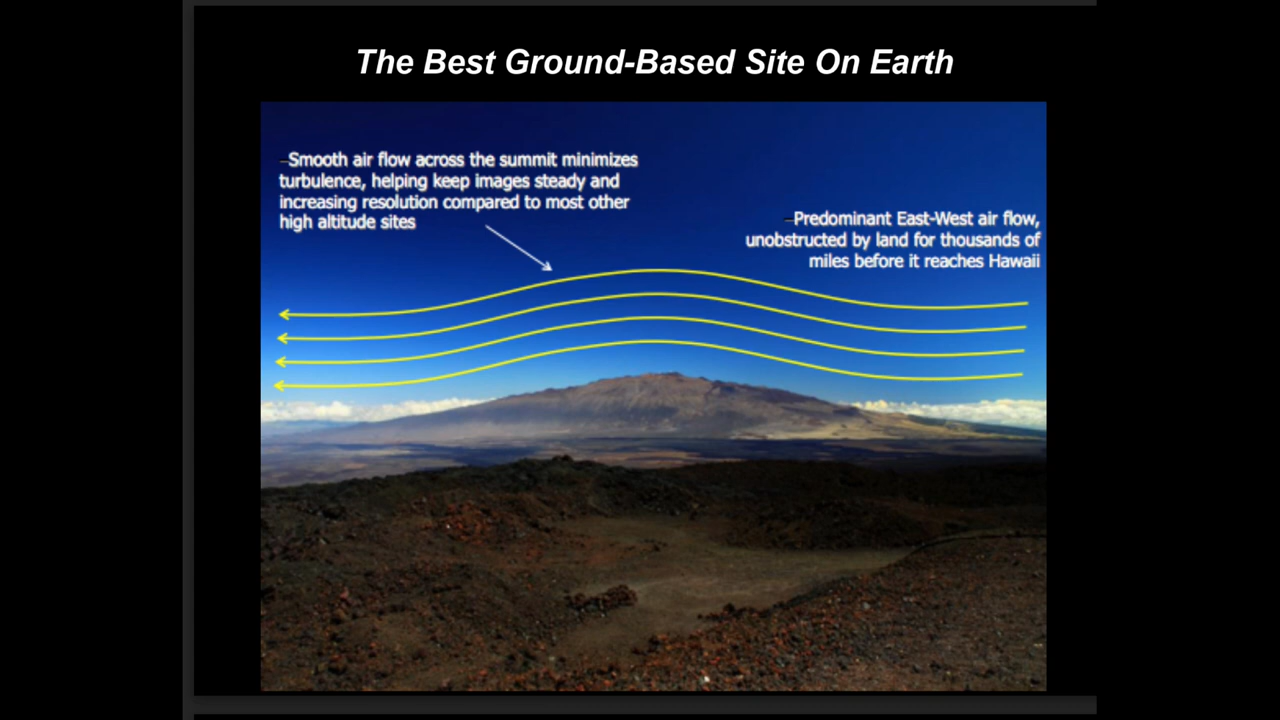 The Best Ground-Based Site On Earth
–Smooth air flow across the summit minimizes
turbulence, helping keep images steady and
increasing resolution compared to most other
high altitude sites
–Predominant East-West air flow,
unobstructed by land for thousands of
miles before it reaches Hawaii